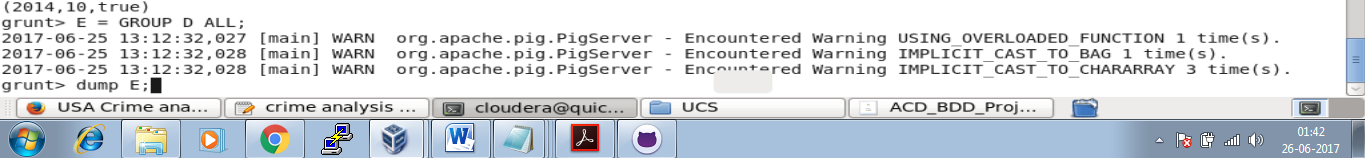 (2014,10,true)
grunt> E = GROUP D ALL;
2017-06-25 13:12:32,027 [main] WARN  org.apache.pig.PigServer - Encountered Warning USING_OVERLOADED_FUNCTION 1 time(s).
2017-06-25 13:12:32,028 [main] WARN  org.apache.pig.PigServer - Encountered Warning IMPLICIT_CAST_TO_BAG 1 time(s).
2017-06-25 13:12:32,028 [main] WARN  org.apache.pig.PigServer - Encountered Warning IMPLICIT_CAST_TO_CHARARRAY 3 time(s).
grunt> dump E;
USA Crime ana... crime analysis ... cloudera@quic... UCS ACD_BDD_Proj...
01:42
26-06-2017